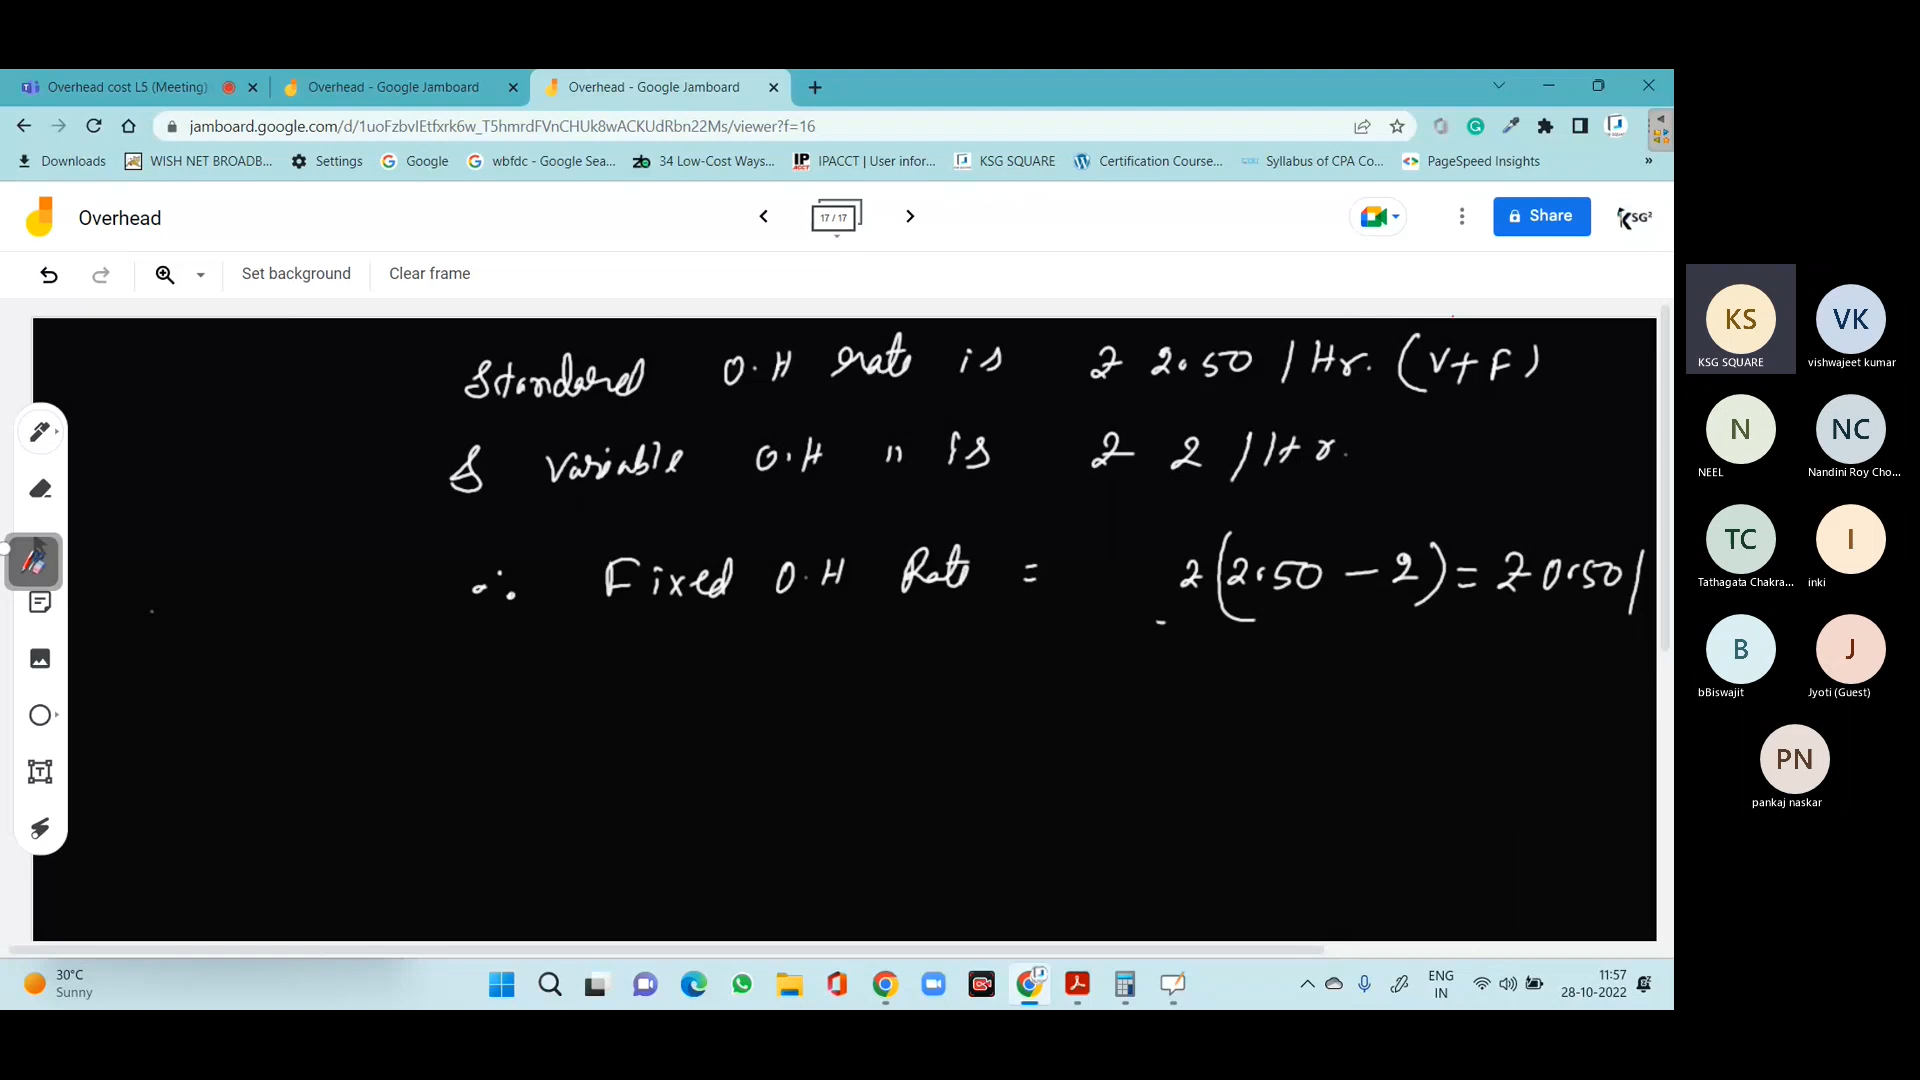 Overhead cost L5 (Meeting)
Overhead - Google Jamboard
Overhead - Google Jamboard
jamboard.google.com/d/1uoFzbvIEtfxrk6w_T5hmrdFVnCHUk8wACKUdRbn22Ms/viewer?f=16
Downloads WISH NET BROADB... Settings Google wbfdc - Google Sea... 34 Low-Cost Ways... IPACCT | User infor... KSG SQUARE Certification Course... Syllabus of CPA Co... PageSpeed Insights »
Overhead
17 / 17
Share
KSG²
Set background Clear frame
Standard O.H Rate is ₹ 2.50 / Hr. (V+F)
S Variable O.H " is ₹ 2 / Hr.
∴ Fixed O.H Rate = ₹(2.50 - 2) = ₹ 0.50/
KS
KSG SQUARE
VK
vishwajeet kumar
N
NEEL
NC
Nandini Roy Cho...
TC
Tathagata Chakra...
I
inki
B
bBiswajit
J
Jyoti (Guest)
PN
pankaj naskar
30°C
Sunny
ENG
IN
11:57
28-10-2022